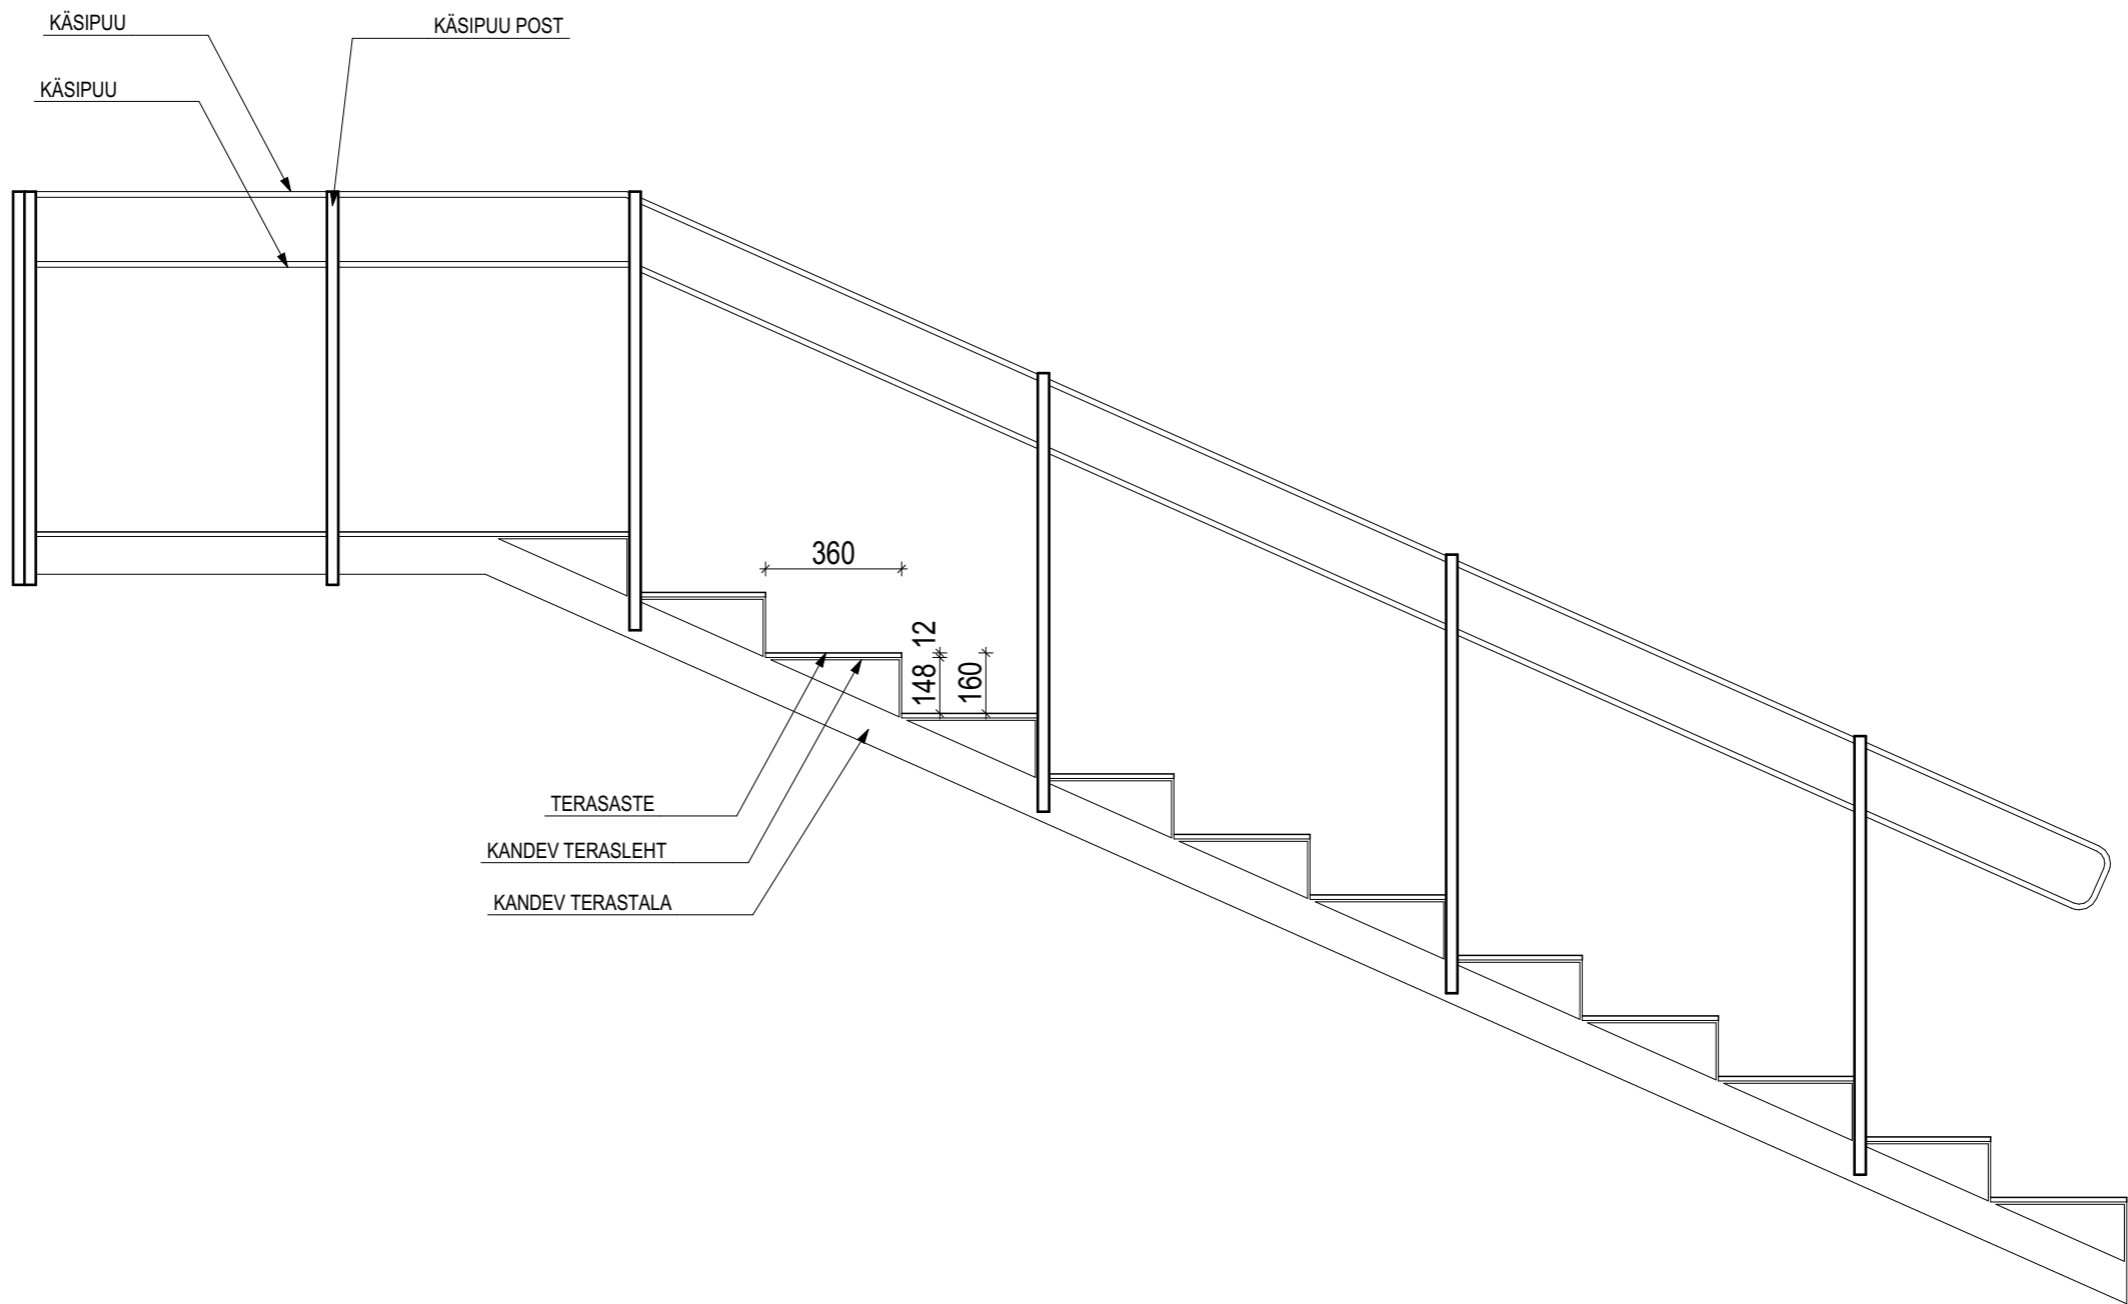 KÄSIPUU
KÄSIPUU POST
KÄSIPUU
360
12
148
160
TERASASTE
KANDEV TERASLEHT
KANDEV TERASTALA